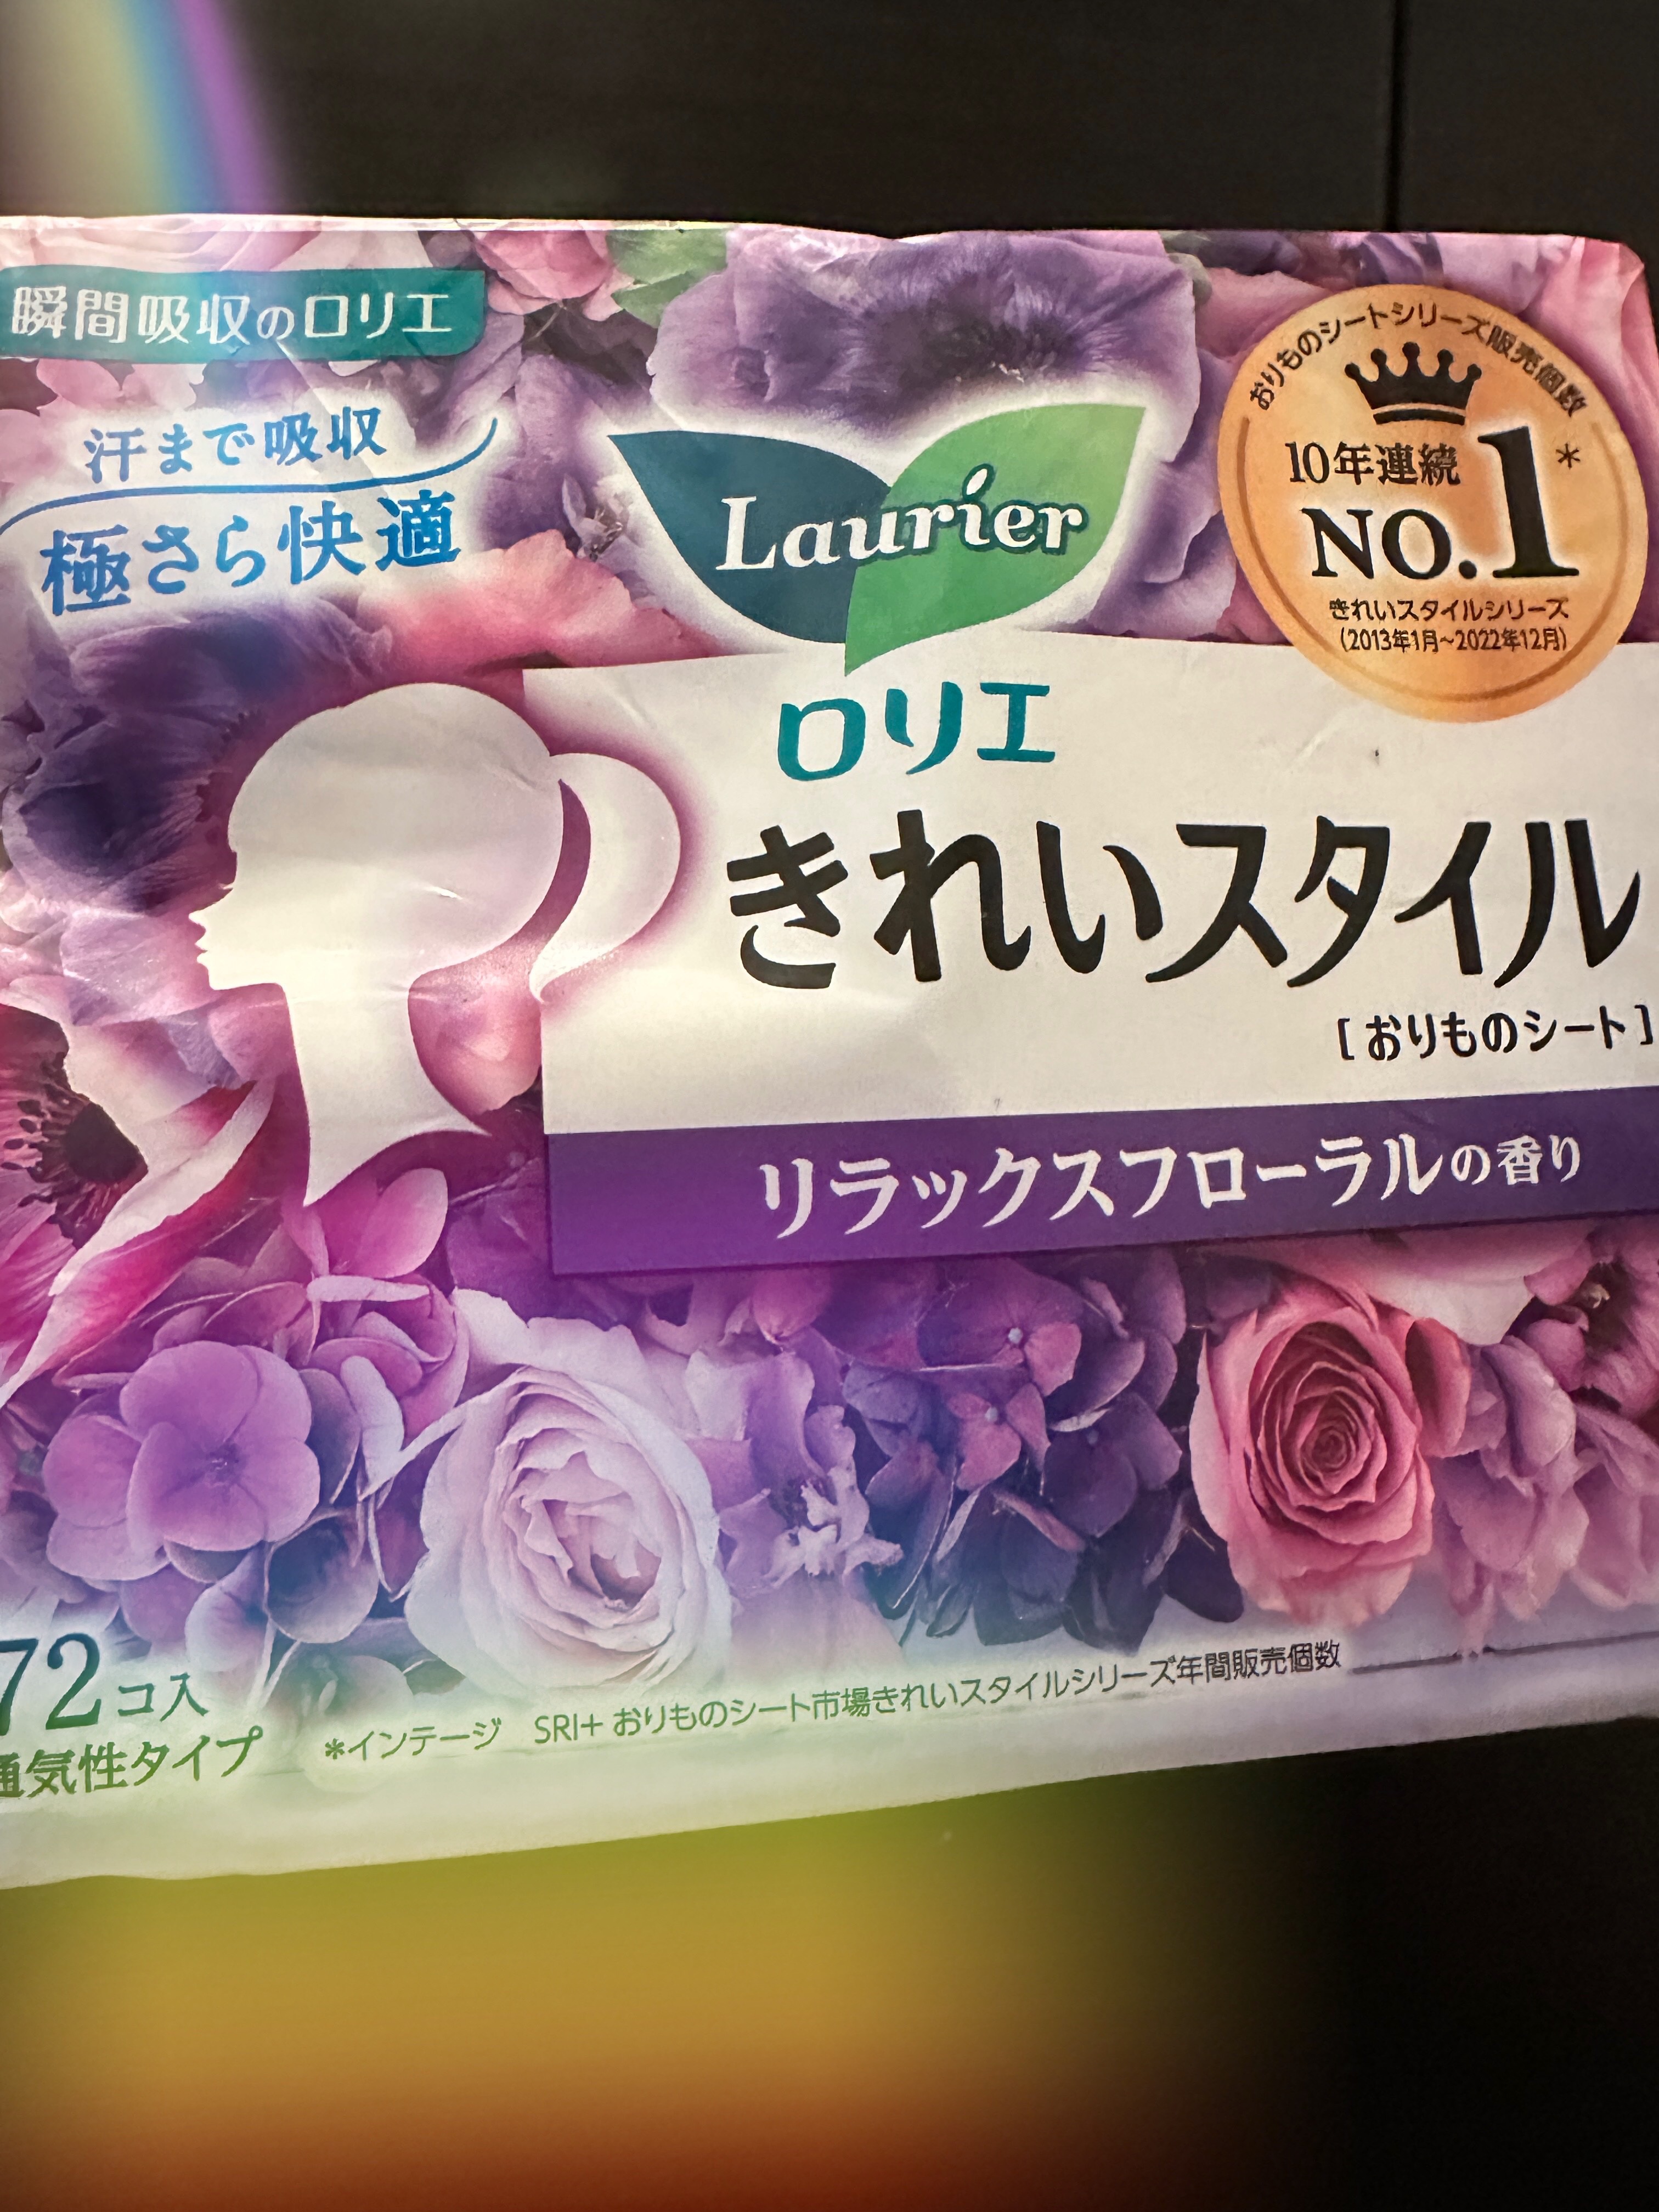 瞬間吸収のロリエ
汗まで吸収
極さら快適
Laurier
おりものシートシリーズ販売個数
10年連続
NO.1*
きれいスタイルシリーズ
(2013年1月~2022年12月)
ロリエ
きれいスタイル
[おりものシート]
リラックスフローラルの香り
72コ入
通気性タイプ
*インテージ SRI+ おりものシート市場きれいスタイルシリーズ年間販売個数